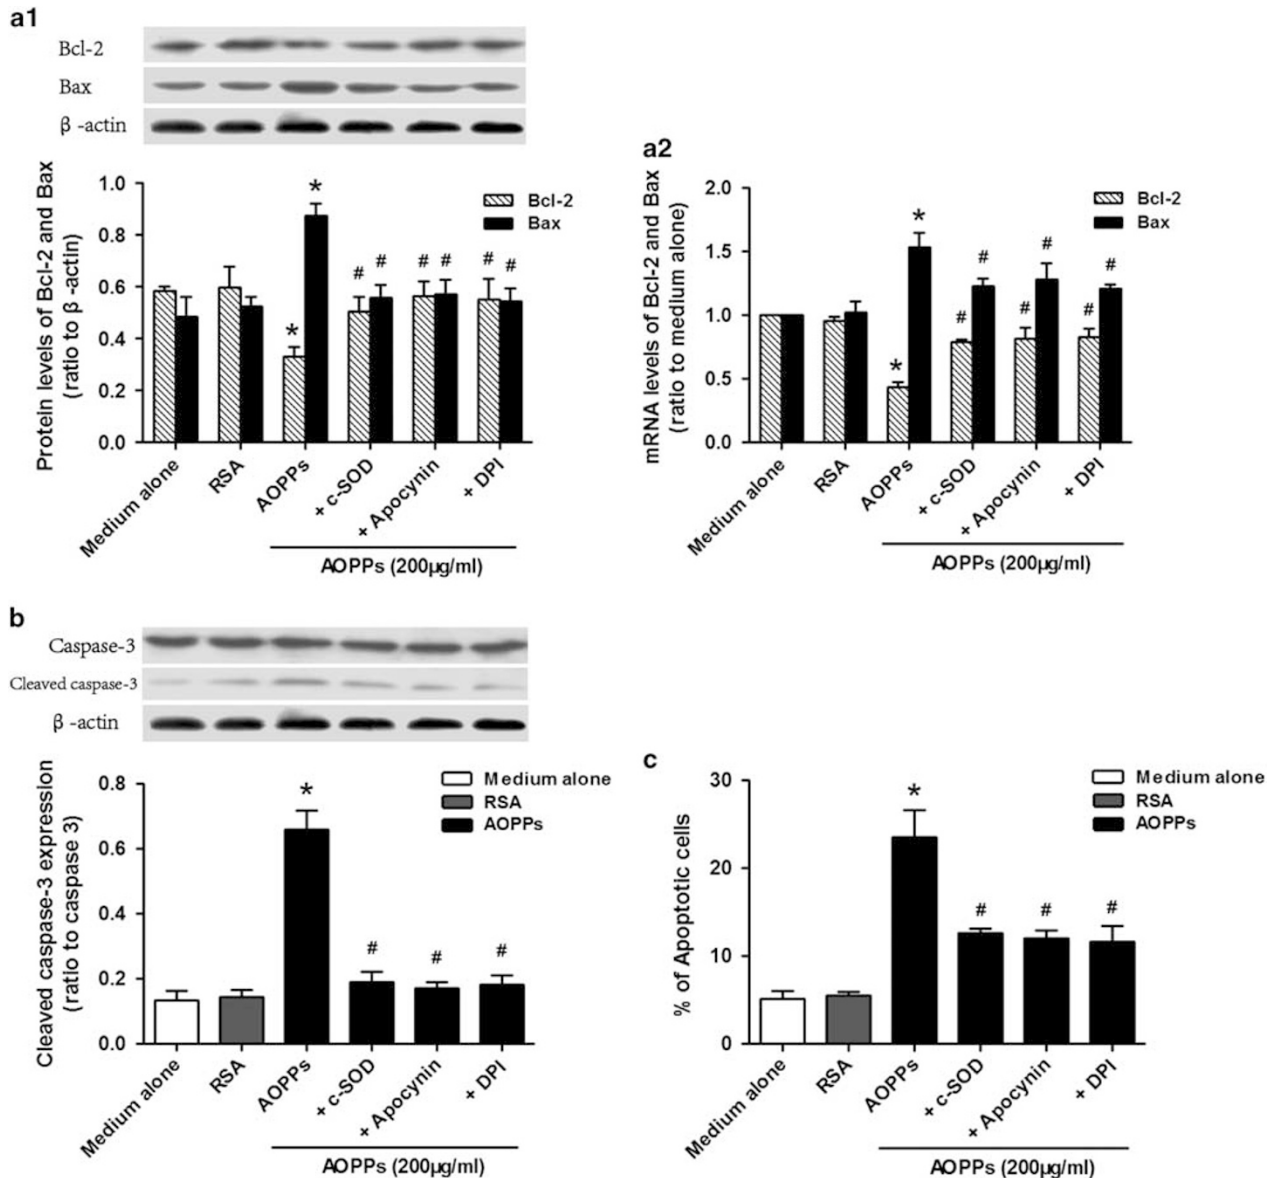 a1
Bcl-2
Bax
β -actin
Protein levels of Bcl-2 and Bax
(ratio to β -actin)
1.0
0.8
0.6
0.4
0.2
0.0
Bcl-2
Bax
*
*
# #
# #
# #
Medium alone
RSA
AOPPs
+ c-SOD
+ Apocynin
+ DPI
AOPPs (200µg/ml)
a2
mRNA levels of Bcl-2 and Bax
(ratio to medium alone)
2.0
1.5
1.0
0.5
0.0
Bcl-2
Bax
*
*
# #
# #
# #
Medium alone
RSA
AOPPs
+ c-SOD
+ Apocynin
+ DPI
AOPPs (200µg/ml)
b
Caspase-3
Cleaved caspase-3
β -actin
Cleaved caspase-3 expression
(ratio to caspase 3)
0.8
0.6
0.4
0.2
0.0
Medium alone
RSA
AOPPs
*
# # #
Medium alone
RSA
AOPPs
+ c-SOD
+ Apocynin
+ DPI
AOPPs (200µg/ml)
c
% of Apoptotic cells
30
20
10
0
Medium alone
RSA
AOPPs
*
# # #
Medium alone
RSA
AOPPs
+ c-SOD
+ Apocynin
+ DPI
AOPPs (200µg/ml)